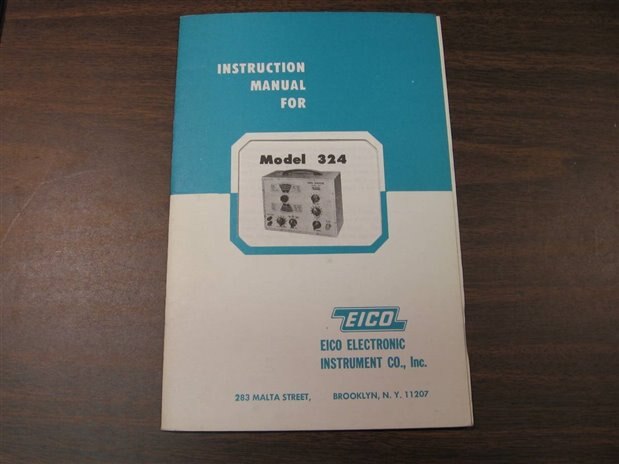 INSTRUCTION
MANUAL
FOR
Model 324
EICO
EICO ELECTRONIC
INSTRUMENT CO., Inc.
283 MALTA STREET, BROOKLYN, N. Y. 11207